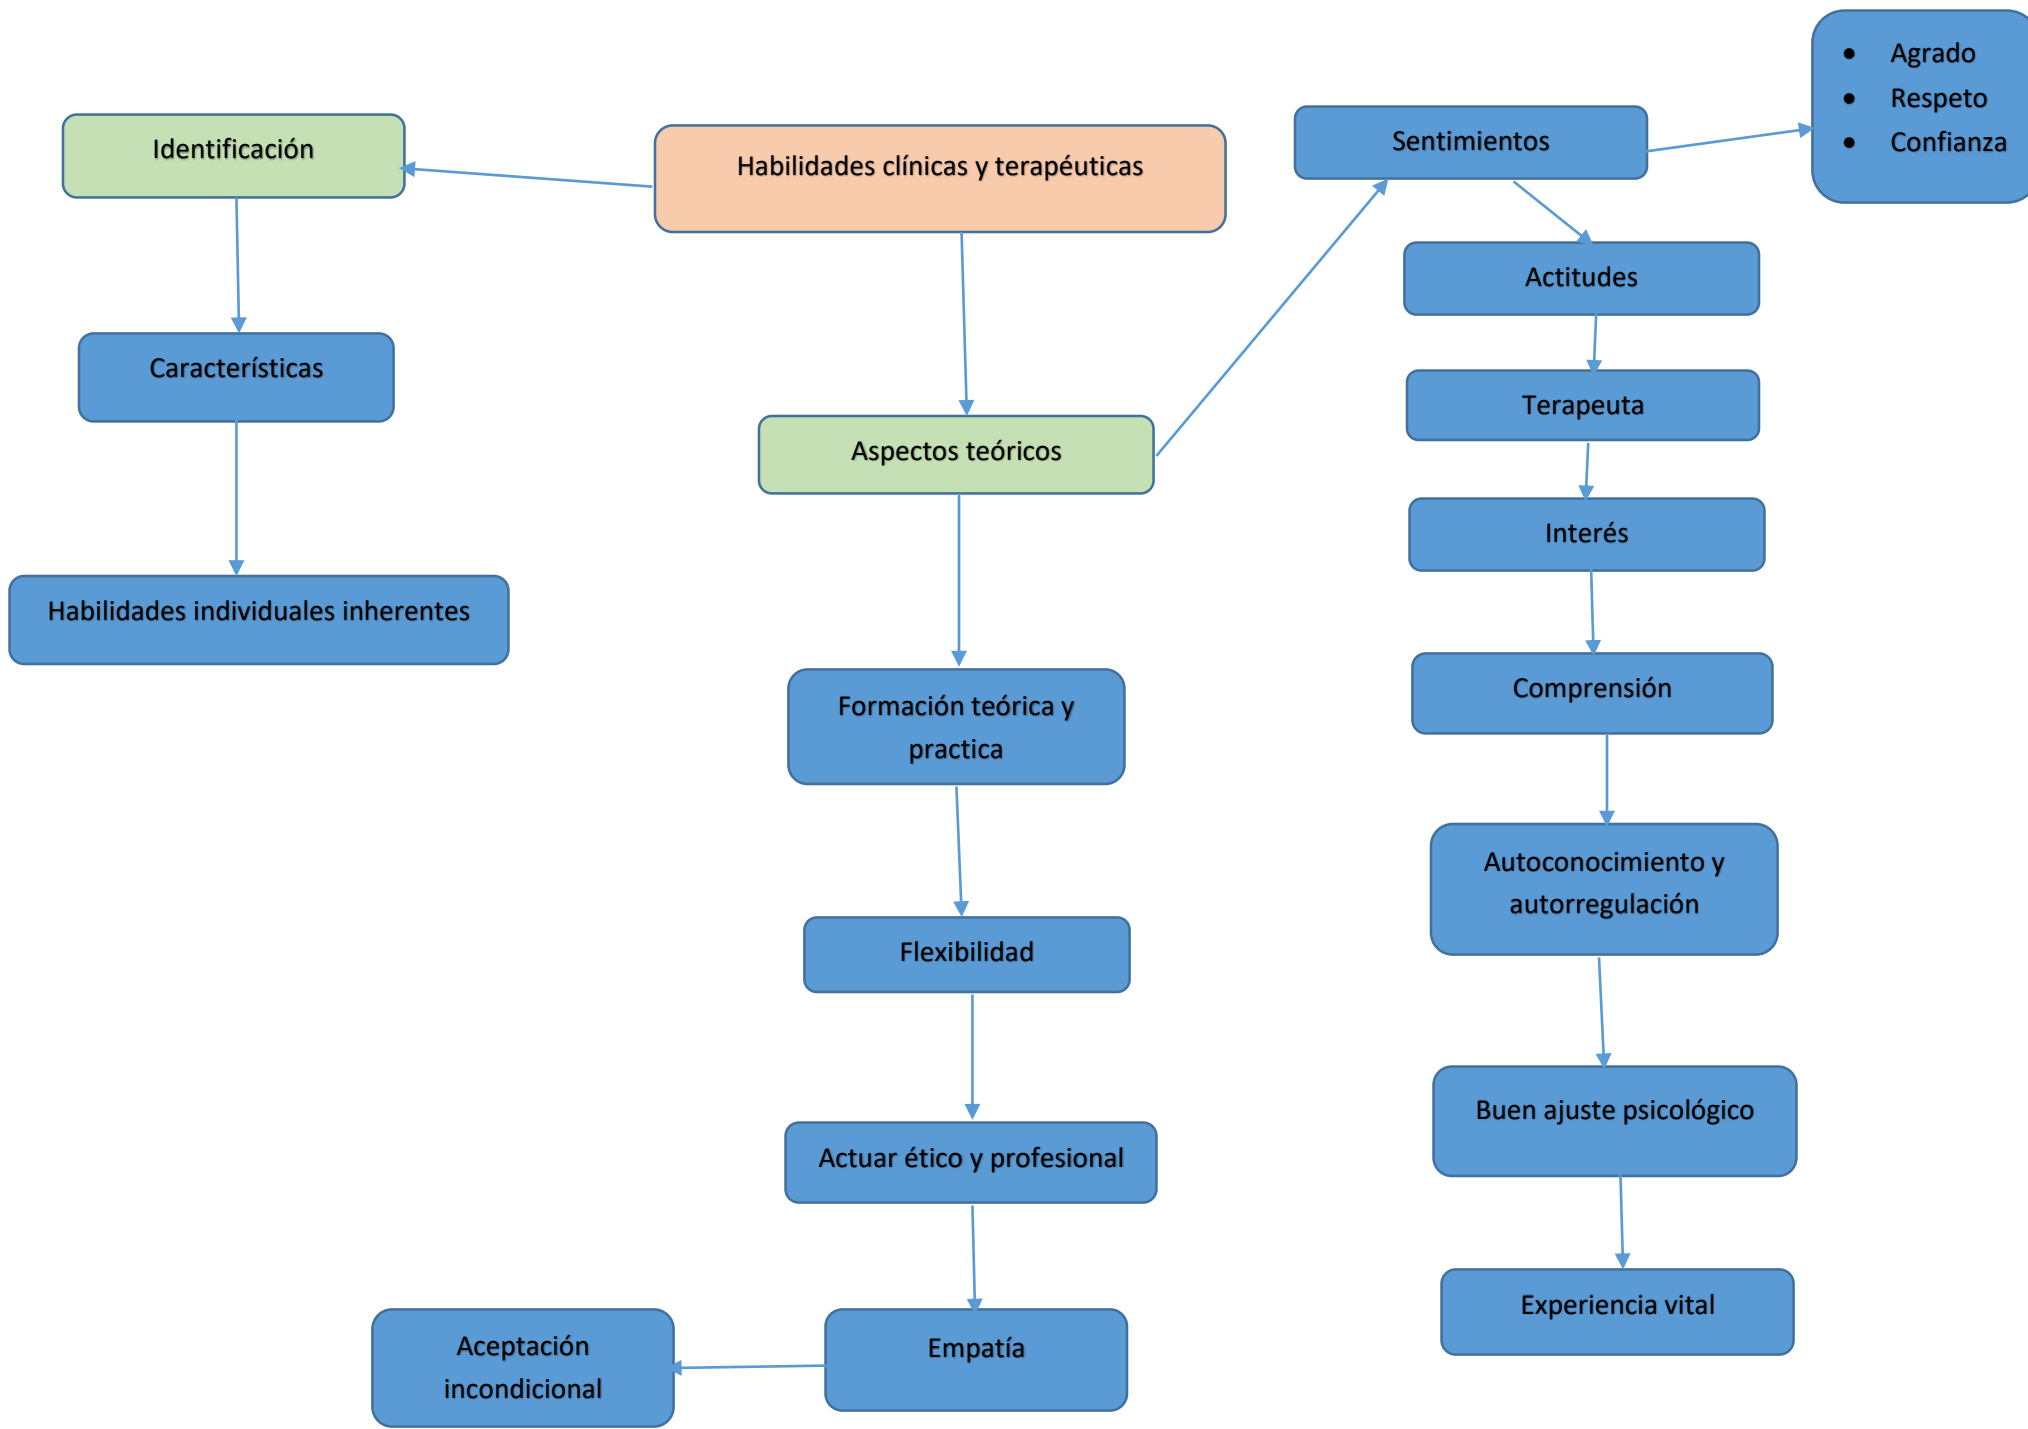 Habilidades clínicas y terapéuticas
Identificación
Características
Habilidades individuales inherentes
Aspectos teóricos
Formación teórica y
practica
Flexibilidad
Actuar ético y profesional
Empatía
Aceptación
incondicional
Sentimientos
• Agrado
• Respeto
• Confianza
Actitudes
Terapeuta
Interés
Comprensión
Autoconocimiento y
autorregulación
Buen ajuste psicológico
Experiencia vital